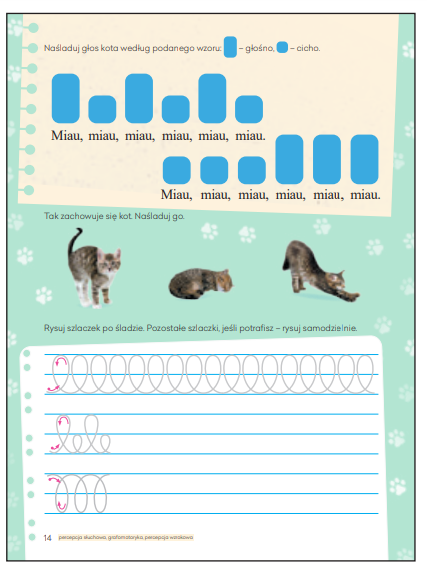 Naśladuj głos kota według podanego wzoru: – głośno, – cicho.
Miau, miau, miau, miau, miau, miau.
Miau, miau, miau, miau, miau, miau.
Tak zachowuje się kot. Naśladuj go.
Rysuj szlaczek po śladzie. Pozostałe szlaczki, jeśli potrafisz – rysuj samodzielnie.
14 percepcja słuchowa, grafomotoryka, percepcja wzrokowa